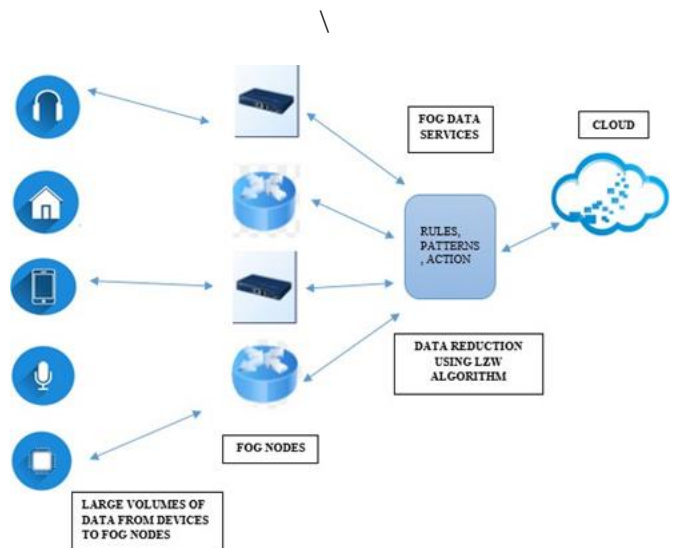 \
FOG DATA
SERVICES
CLOUD
RULES,
PATTERNS
, ACTION
DATA REDUCTION
USING LZW
ALGORITHM
FOG NODES
LARGE VOLUMES OF
DATA FROM DEVICES
TO FOG NODES